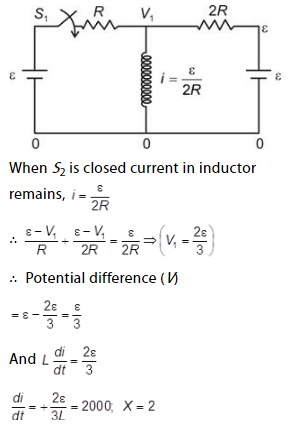 S₁ R V₁ 2R
ε
ε i = ε/2R ε
0 0 0
When S₂ is closed current in inductor
remains, i = ε/2R
∴ (ε – V₁)/R + (ε – V₁)/2R = ε/2R ⇒ (V₁ = 2ε/3)
∴ Potential difference (V)
= ε – 2ε/3 = ε/3
And L di/dt = 2ε/3
di/dt = + 2ε/3L = 2000; X = 2